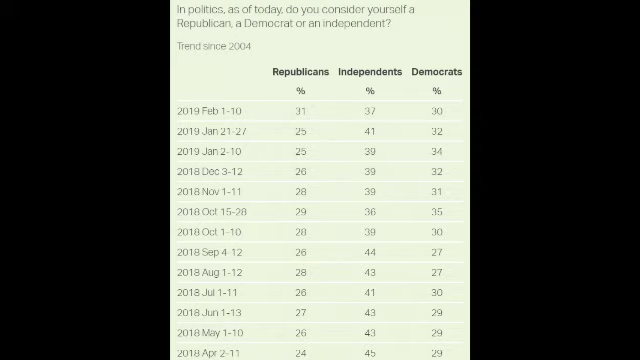 In politics, as of today, do you consider yourself a
Republican, a Democrat or an independent?
Trend since 2004
Republicans Independents Democrats
% % %
2019 Feb 1-10 31 37 30
2019 Jan 21-27 25 41 32
2019 Jan 2-10 25 39 34
2018 Dec 3-12 26 39 32
2018 Nov 1-11 28 39 31
2018 Oct 15-28 29 36 35
2018 Oct 1-10 28 39 30
2018 Sep 4-12 26 44 27
2018 Aug 1-12 28 43 27
2018 Jul 1-11 26 41 30
2018 Jun 1-13 27 43 29
2018 May 1-10 26 43 29
2018 Apr 2-11 24 45 29